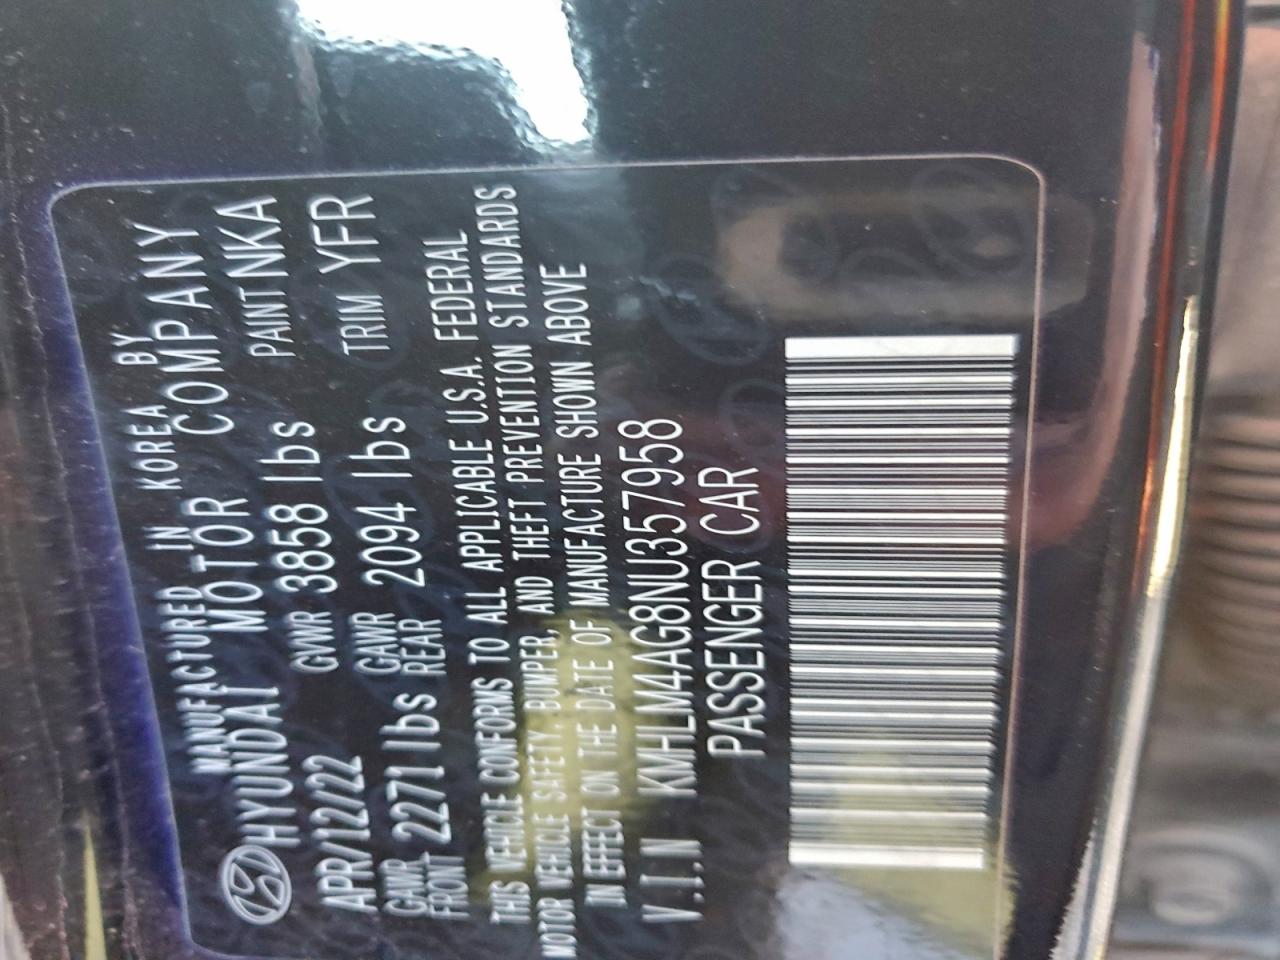 MANUFACTURED IN KOREA BY
HYUNDAI MOTOR COMPANY
APR/12/22 GVWR 3858 lbs PAINT NKA
GAWR FRONT 2271 lbs GAWR REAR 2094 lbs TRIM YFR
THIS VEHICLE CONFORMS TO ALL APPLICABLE U.S.A. FEDERAL
MOTOR VEHICLE SAFETY, BUMPER, AND THEFT PREVENTION STANDARDS
IN EFFECT ON THE DATE OF MANUFACTURE SHOWN ABOVE
V.I.N KMHLM4AG8NU357958
PASSENGER CAR